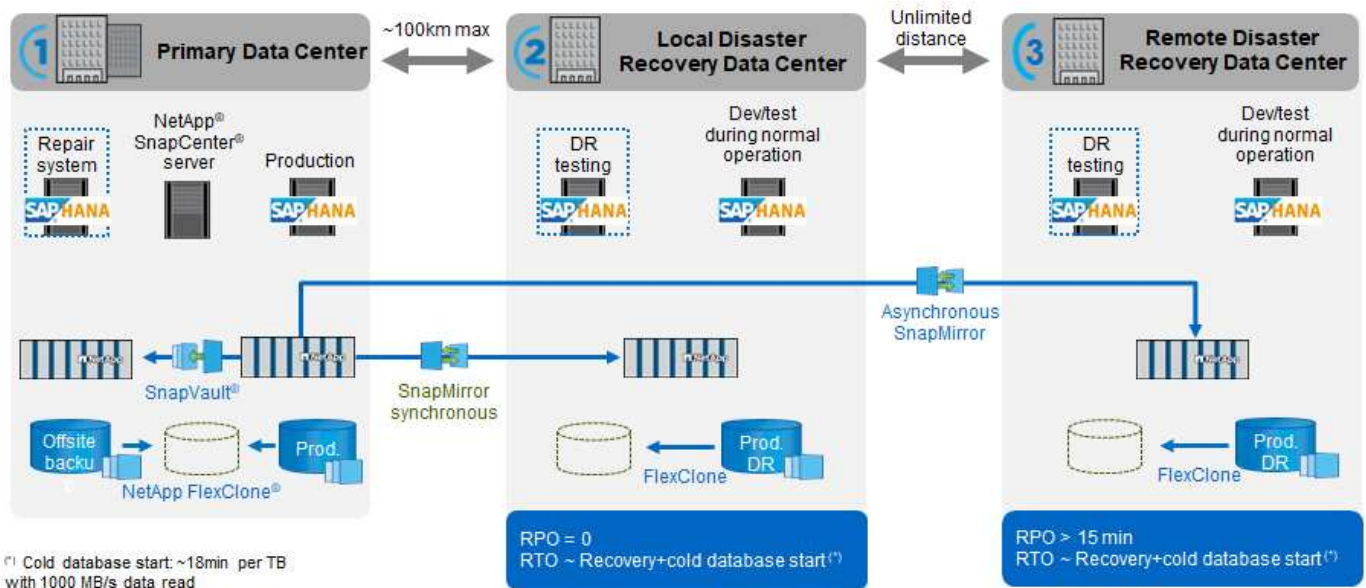 1
Primary Data Center
~100km max
2
Local Disaster
Recovery Data Center
Unlimited
distance
3
Remote Disaster
Recovery Data Center
Repair
system
SAP HANA
NetApp®
SnapCenter®
server
Production
SAP HANA
DR
testing
SAP HANA
Dev/test
during normal
operation
SAP HANA
DR
testing
SAP HANA
Dev/test
during normal
operation
SAP HANA
NetApp
SnapVault®
NetApp
SnapMirror
synchronous
NetApp
Asynchronous
SnapMirror
NetApp
Offsite
backu
Prod.
NetApp FlexClone®
FlexClone
Prod.
DR
FlexClone
Prod.
DR
RPO = 0
RTO ~ Recovery+cold database start(*)
RPO > 15 min
RTO ~ Recovery+cold database start(*)
(*) Cold database start: ~18min per TB
with 1000 MB/s data read